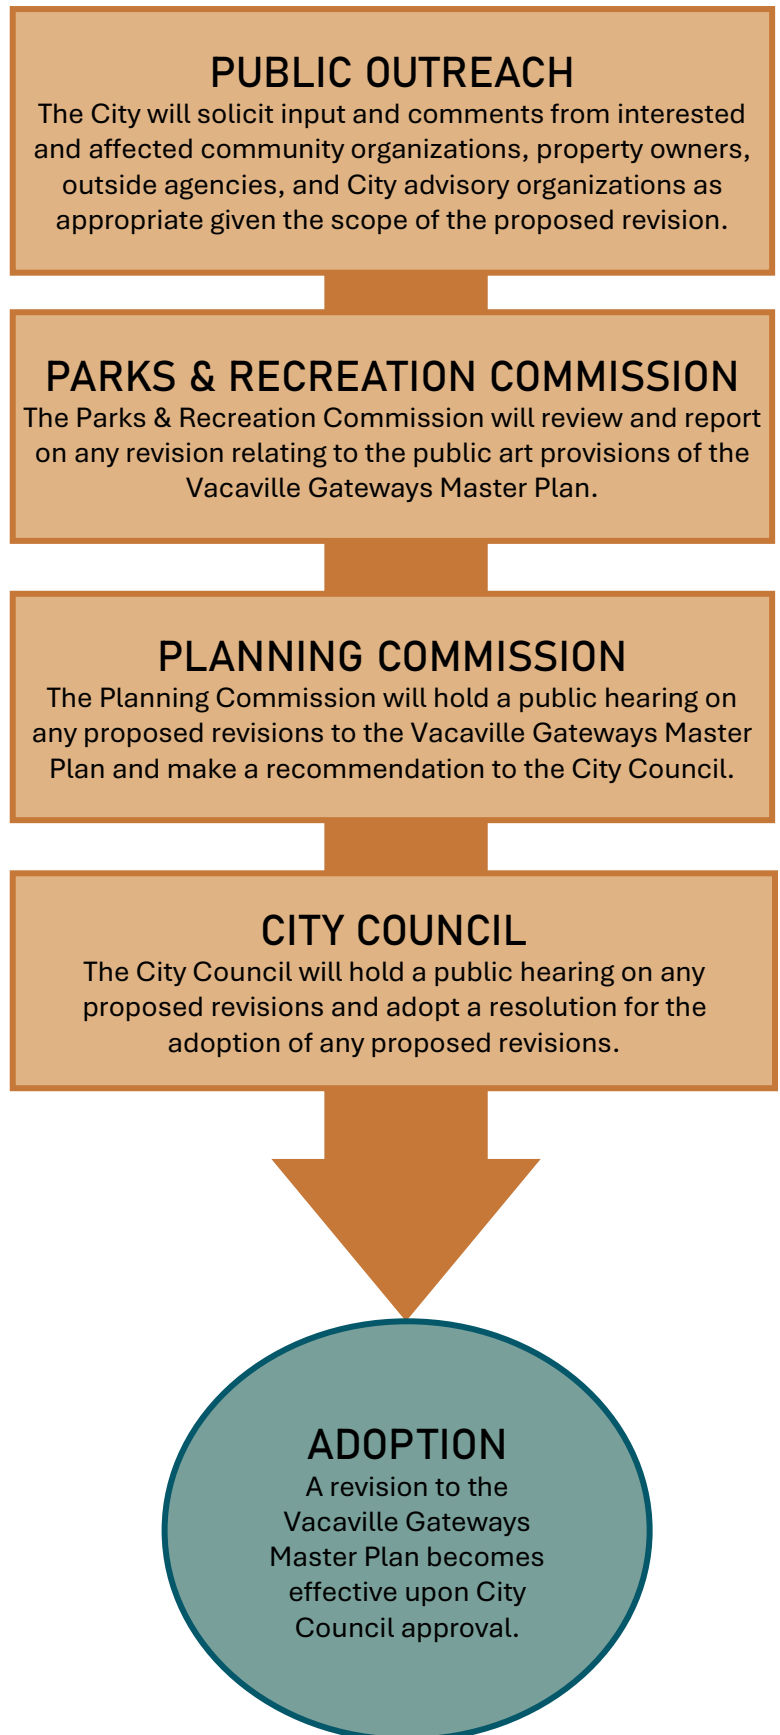 PUBLIC OUTREACH
The City will solicit input and comments from interested
and affected community organizations, property owners,
outside agencies, and City advisory organizations as
appropriate given the scope of the proposed revision.
PARKS & RECREATION COMMISSION
The Parks & Recreation Commission will review and report
on any revision relating to the public art provisions of the
Vacaville Gateways Master Plan.
PLANNING COMMISSION
The Planning Commission will hold a public hearing on
any proposed revisions to the Vacaville Gateways Master
Plan and make a recommendation to the City Council.
CITY COUNCIL
The City Council will hold a public hearing on any
proposed revisions and adopt a resolution for the
adoption of any proposed revisions.
ADOPTION
A revision to the
Vacaville Gateways
Master Plan becomes
effective upon City
Council approval.